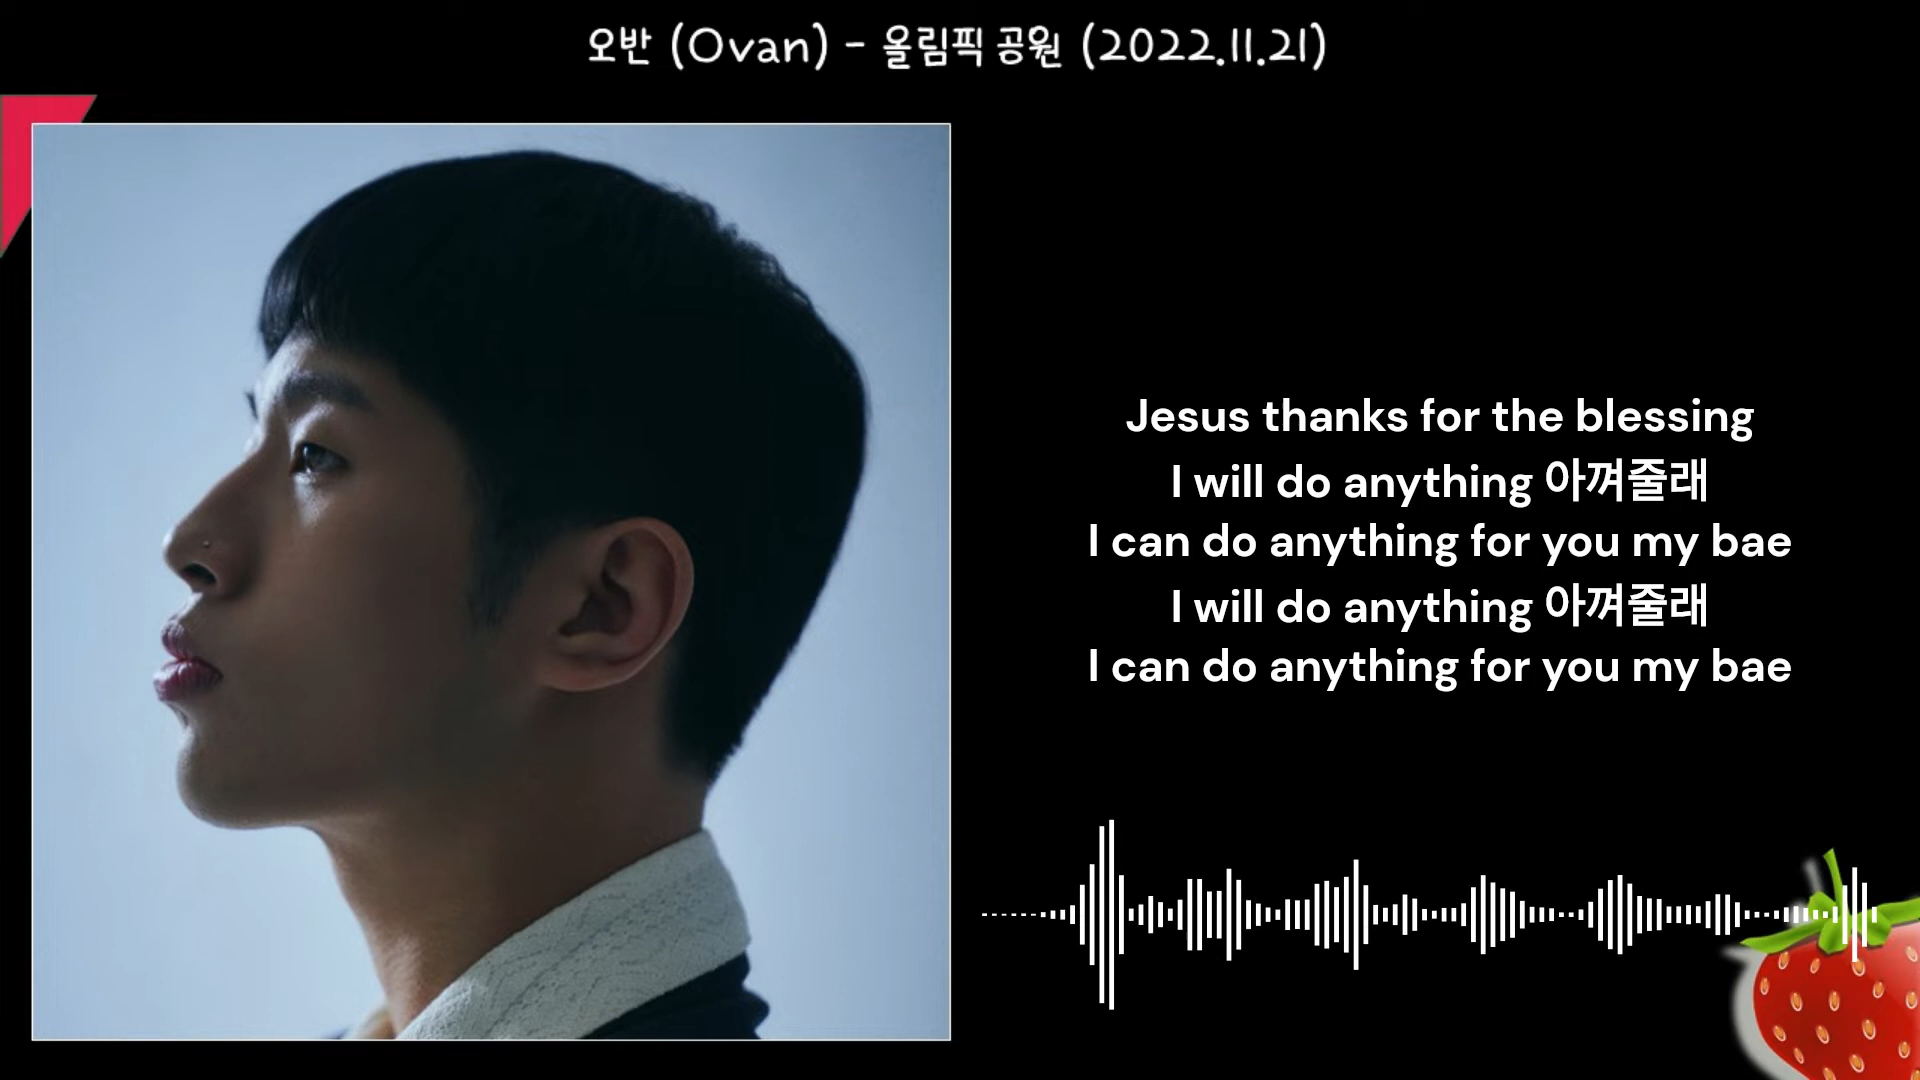 오반 (Ovan) - 올림픽 공원 (2022.11.21)
Jesus thanks for the blessing
I will do anything 아껴줄래
I can do anything for you my bae
I will do anything 아껴줄래
I can do anything for you my bae